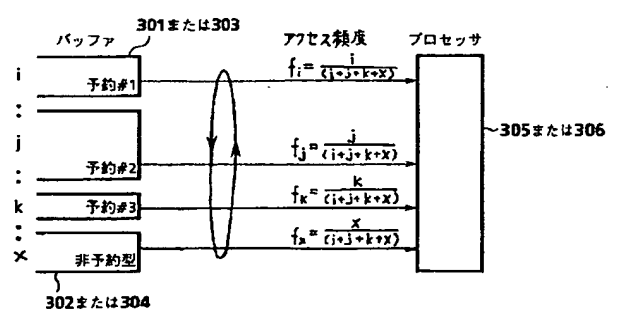 301または303
バッファ
アクセス頻度
プロセッサ
i
予約#1
fi= i/(j+j+k+x)
:
j
予約#2
fj= j/(i+j+k+x)
305または306
:
k
予約#3
fk= k/(i+j+k+x)
:
x
非予約型
fx= x/(i+j+k+x)
302または304